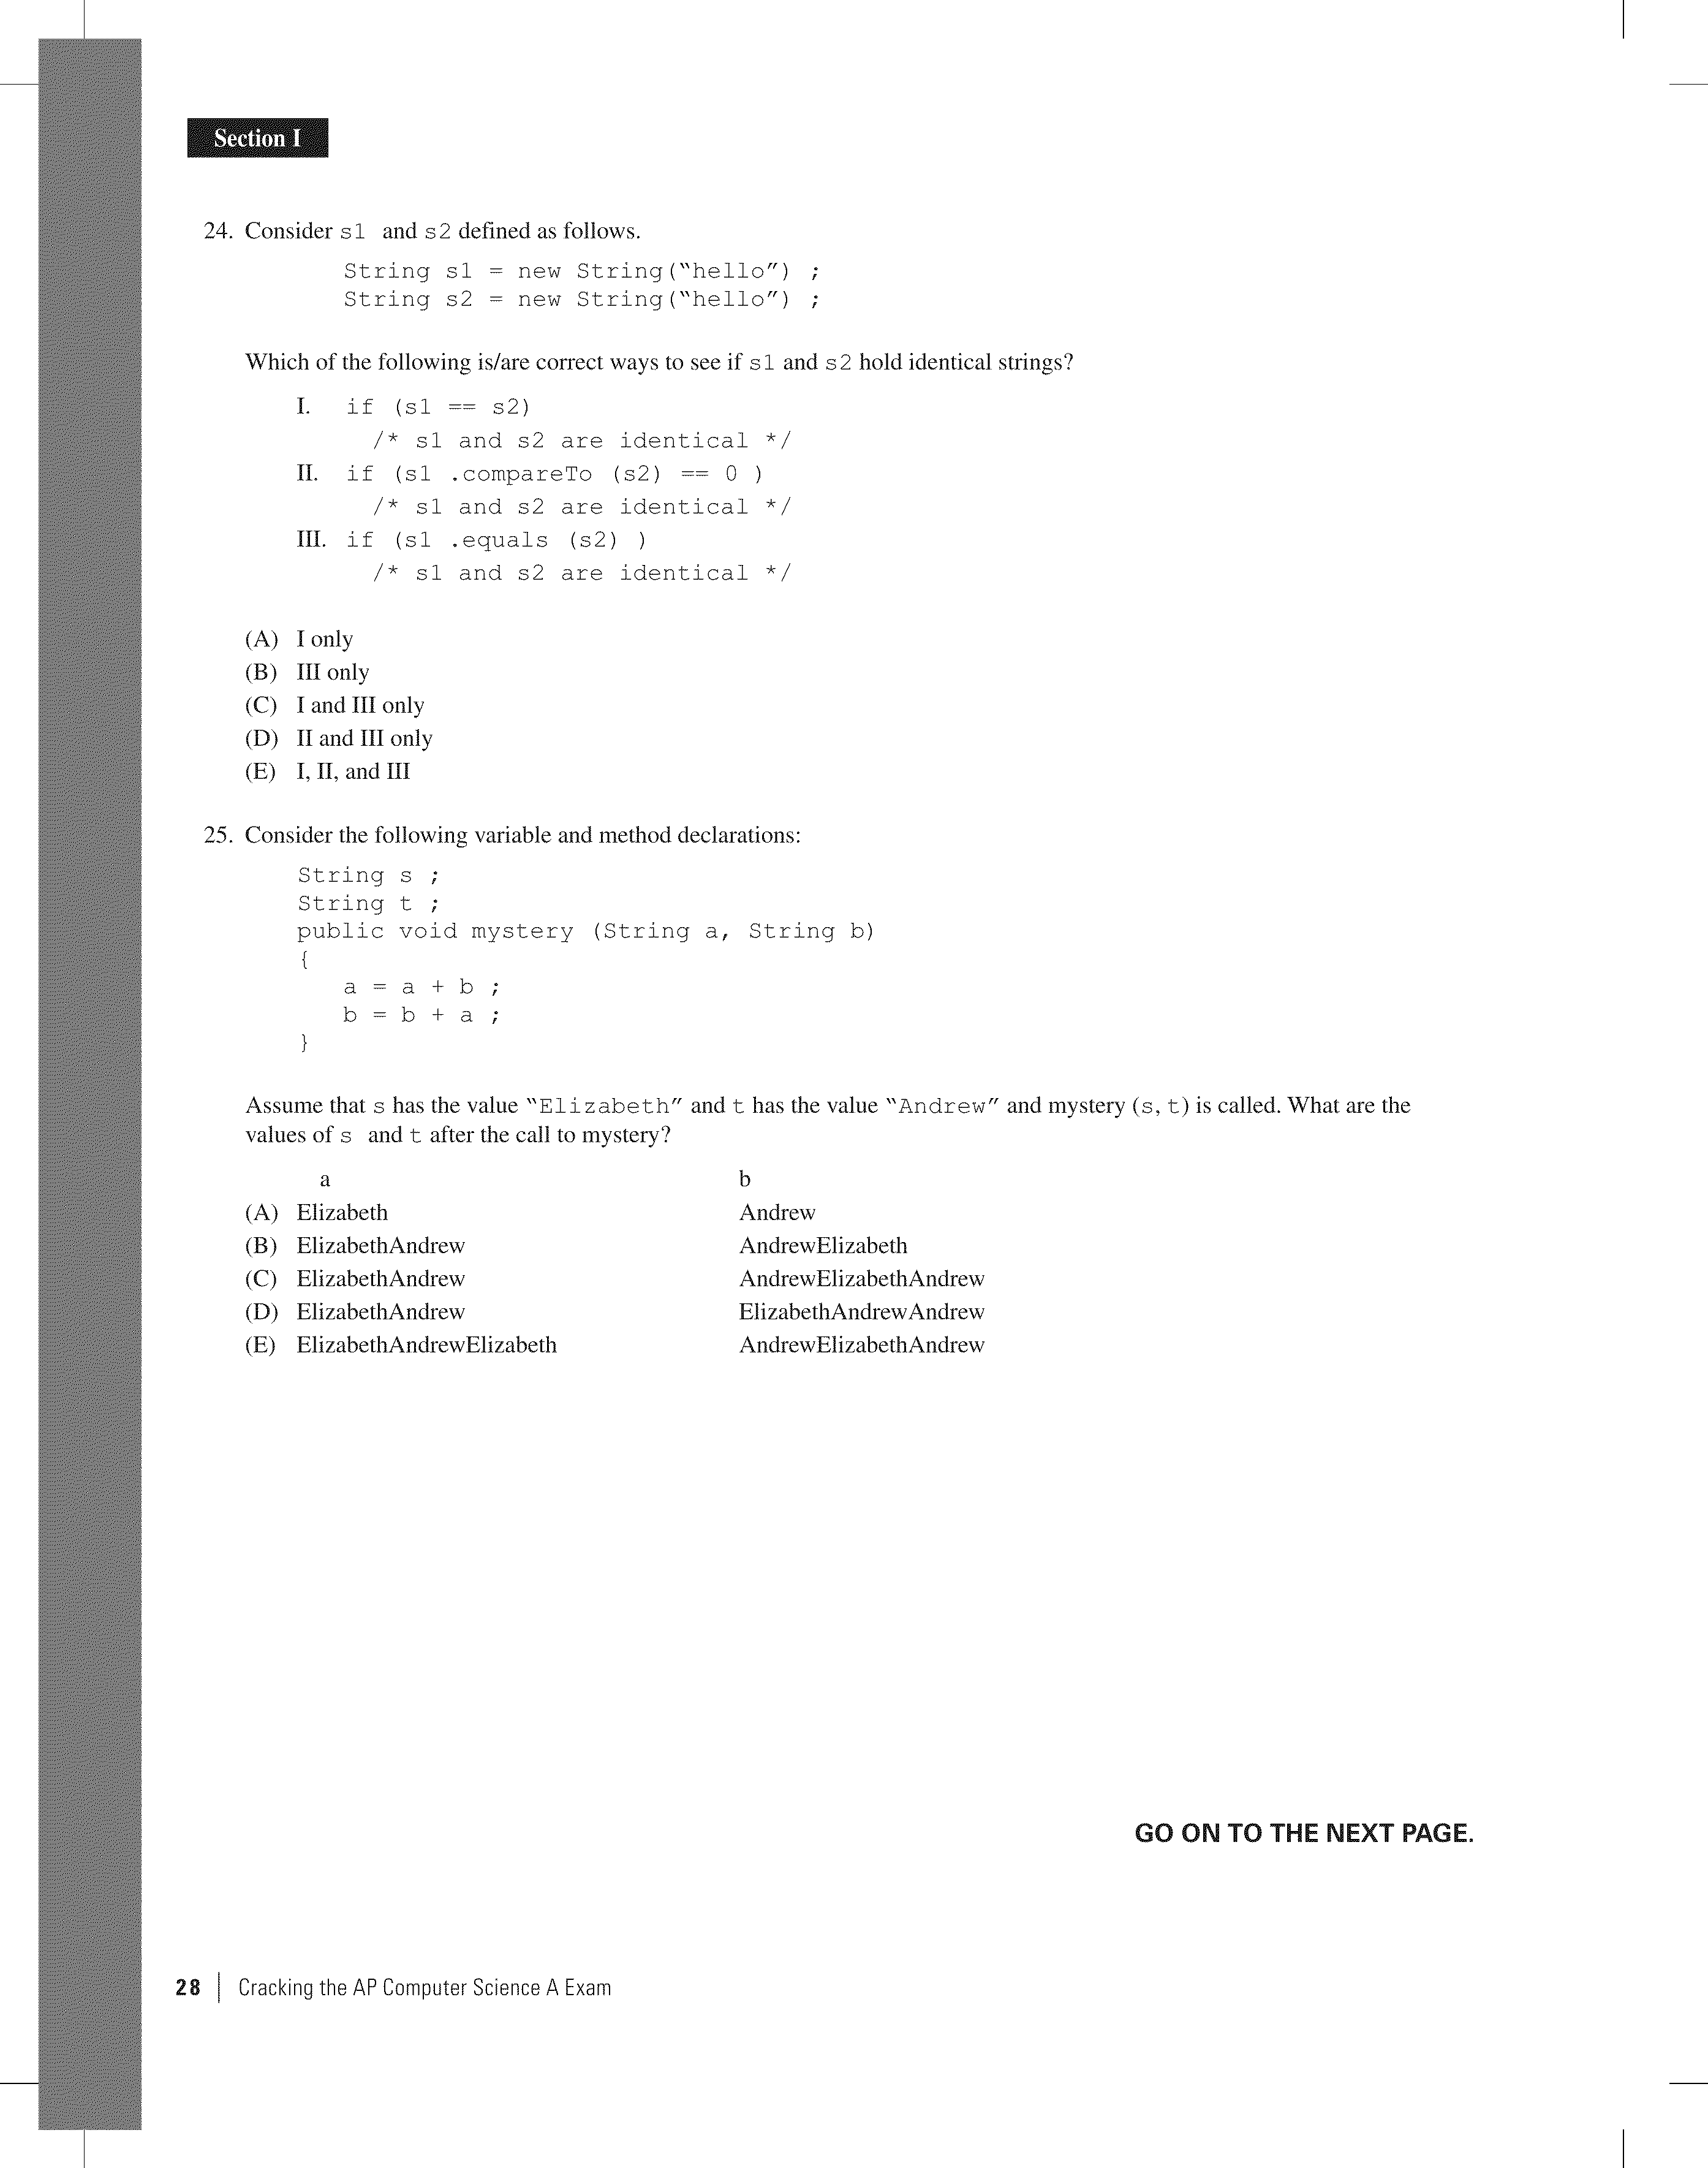 Section I
24. Consider s1 and s2 defined as follows.
String s1 = new String(“hello”) ;
String s2 = new String(“hello”) ;
Which of the following is/are correct ways to see if s1 and s2 hold identical strings?
I. if (s1 == s2)
/* s1 and s2 are identical */
II. if (s1 .compareTo (s2) == 0 )
/* s1 and s2 are identical */
III. if (s1 .equals (s2) )
/* s1 and s2 are identical */
(A) I only
(B) III only
(C) I and III only
(D) II and III only
(E) I, II, and III
25. Consider the following variable and method declarations:
String s ;
String t ;
public void mystery (String a, String b)
{
a = a + b ;
b = b + a ;
}
Assume that s has the value “Elizabeth” and t has the value “Andrew” and mystery (s, t) is called. What are the
values of s and t after the call to mystery?
a b
(A) Elizabeth Andrew
(B) ElizabethAndrew AndrewElizabeth
(C) ElizabethAndrew AndrewElizabethAndrew
(D) ElizabethAndrew ElizabethAndrewAndrew
(E) ElizabethAndrewElizabeth AndrewElizabethAndrew
GO ON TO THE NEXT PAGE.
28 | Cracking the AP Computer Science A Exam